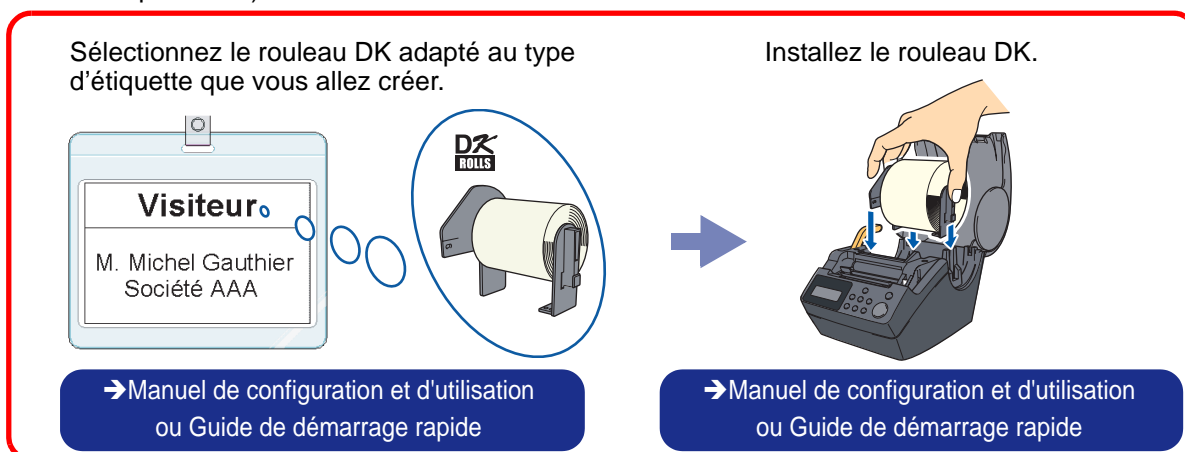 Sélectionnez le rouleau DK adapté au type
d'étiquette que vous allez créer.
Visiteur
M. Michel Gauthier
Société AAA
DK
ROLLS
➔Manuel de configuration et d'utilisation
ou Guide de démarrage rapide
Installez le rouleau DK.
➔Manuel de configuration et d'utilisation
ou Guide de démarrage rapide